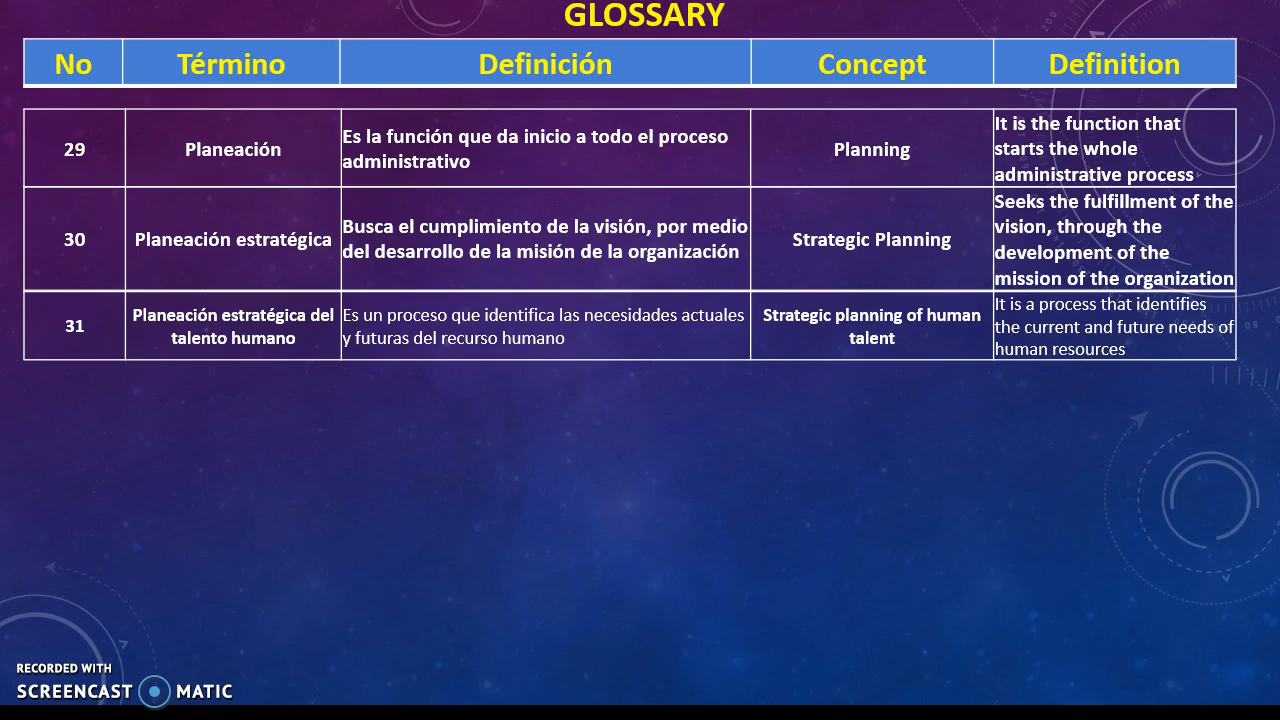 GLOSSARY
No Término Definición Concept Definition
29
Planeación
Es la función que da inicio a todo el proceso
administrativo
Planning
It is the function that
starts the whole
administrative process
30
Planeación estratégica
Busca el cumplimiento de la visión, por medio
del desarrollo de la misión de la organización
Strategic Planning
Seeks the fulfillment of the
vision, through the
development of the
mission of the organization
31
Planeación estratégica del
talento humano
Es un proceso que identifica las necesidades actuales
y futuras del recurso humano
Strategic planning of human
talent
It is a process that identifies
the current and future needs of
human resources
RECORDED WITH
SCREENCAST MATIC